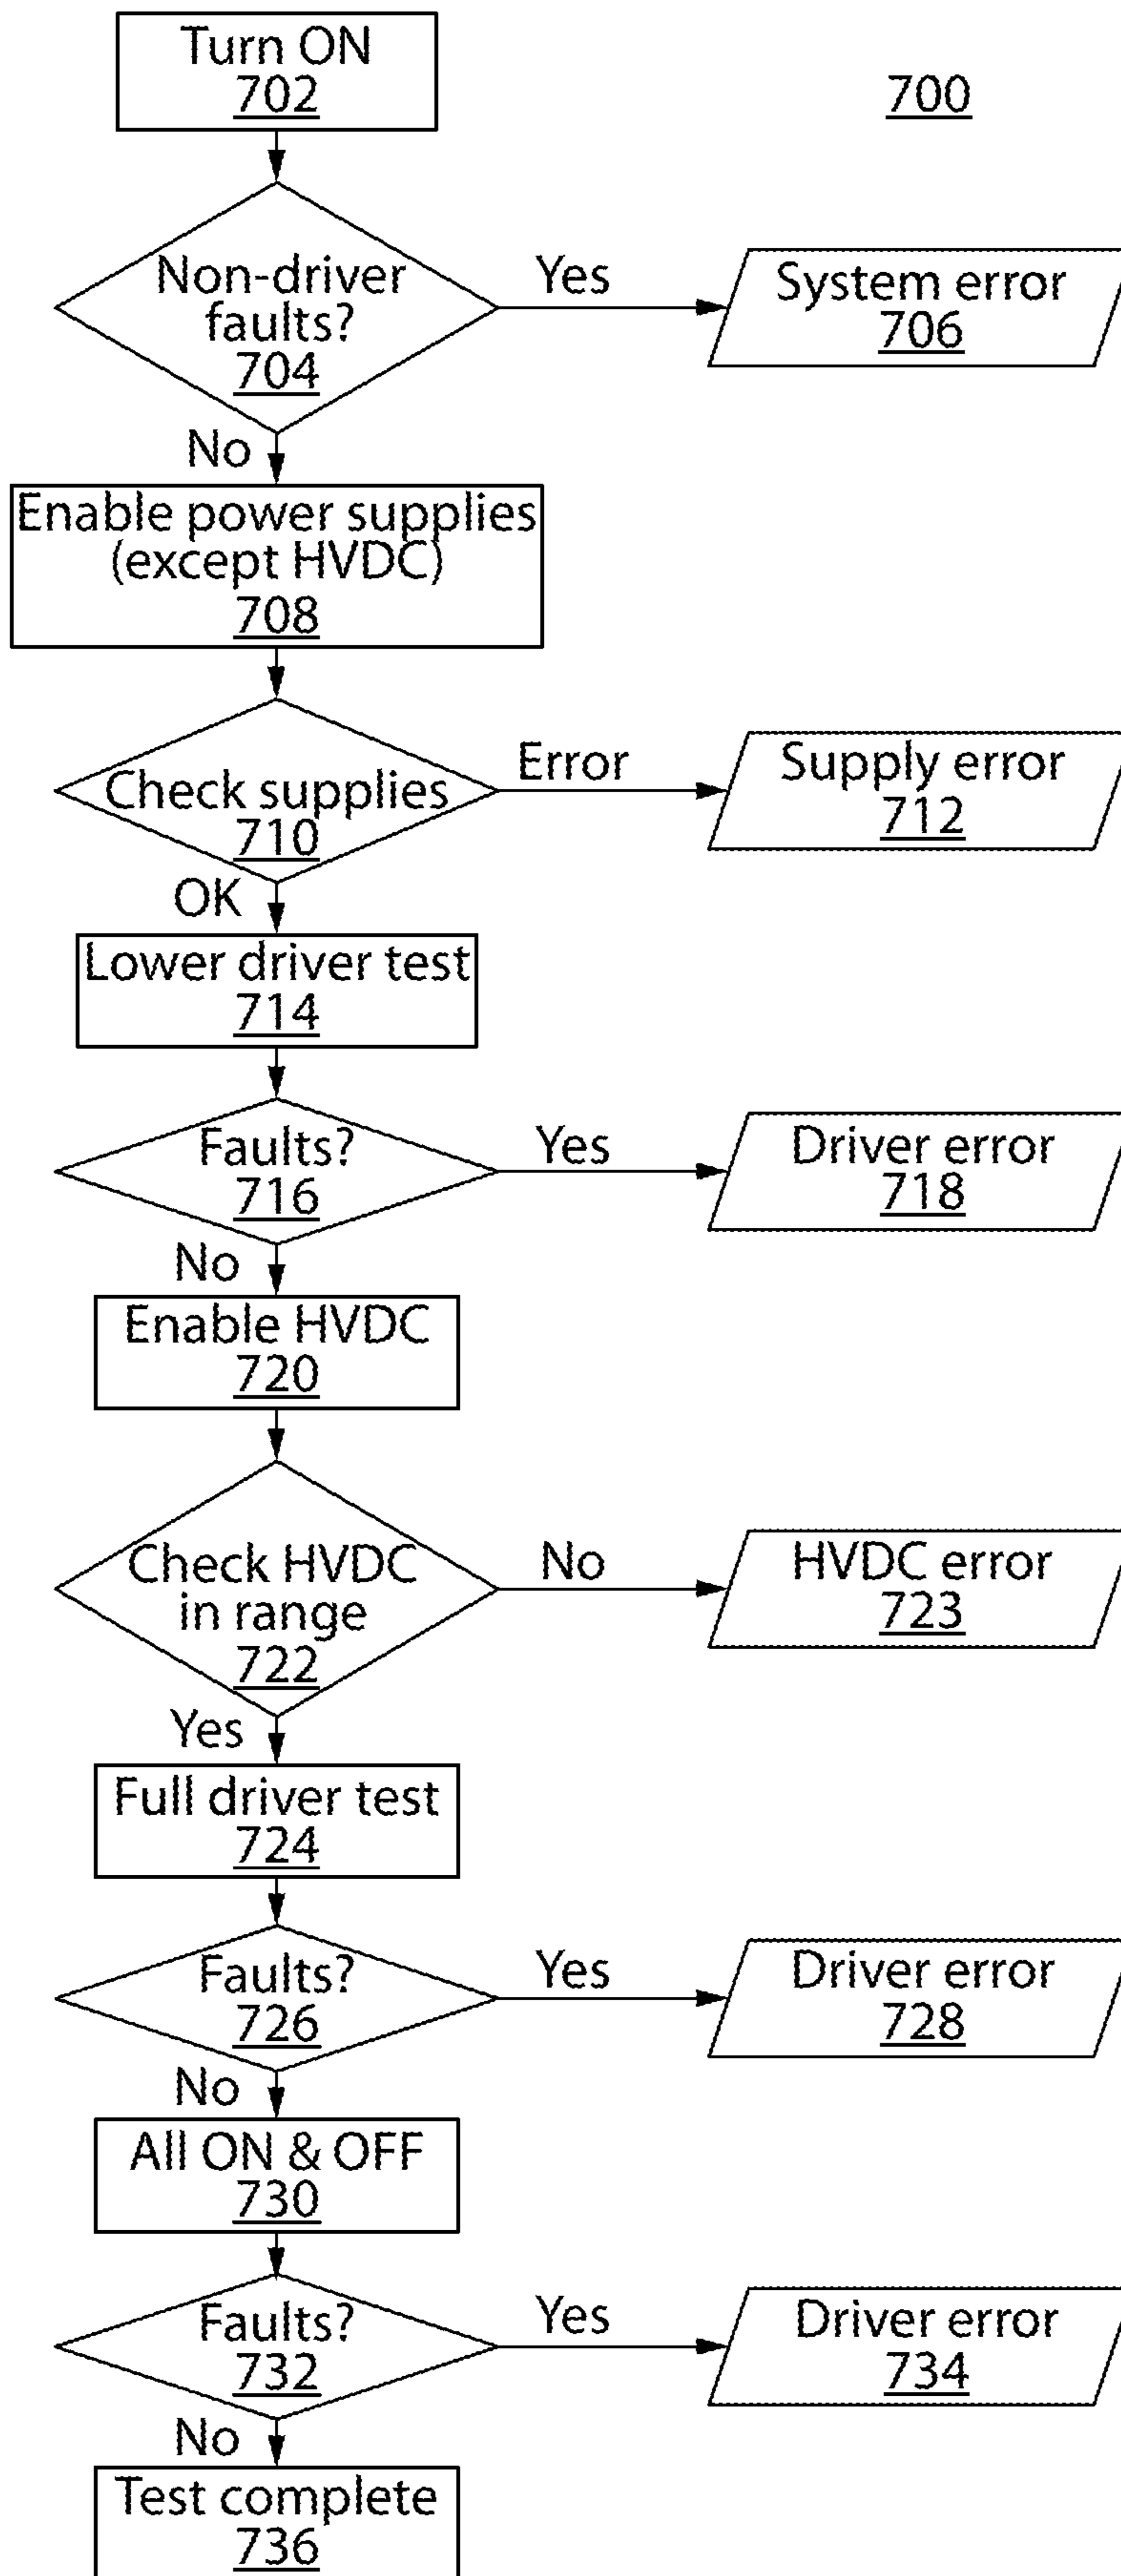 Turn ON
702
700
Non-driver
faults?
704
Yes
System error
706
No
Enable power supplies
(except HVDC)
708
Check supplies
710
Error
Supply error
712
OK
Lower driver test
714
Faults?
716
Yes
Driver error
718
No
Enable HVDC
720
Check HVDC
in range
722
No
HVDC error
723
Yes
Full driver test
724
Faults?
726
Yes
Driver error
728
No
All ON & OFF
730
Faults?
732
Yes
Driver error
734
No
Test complete
736